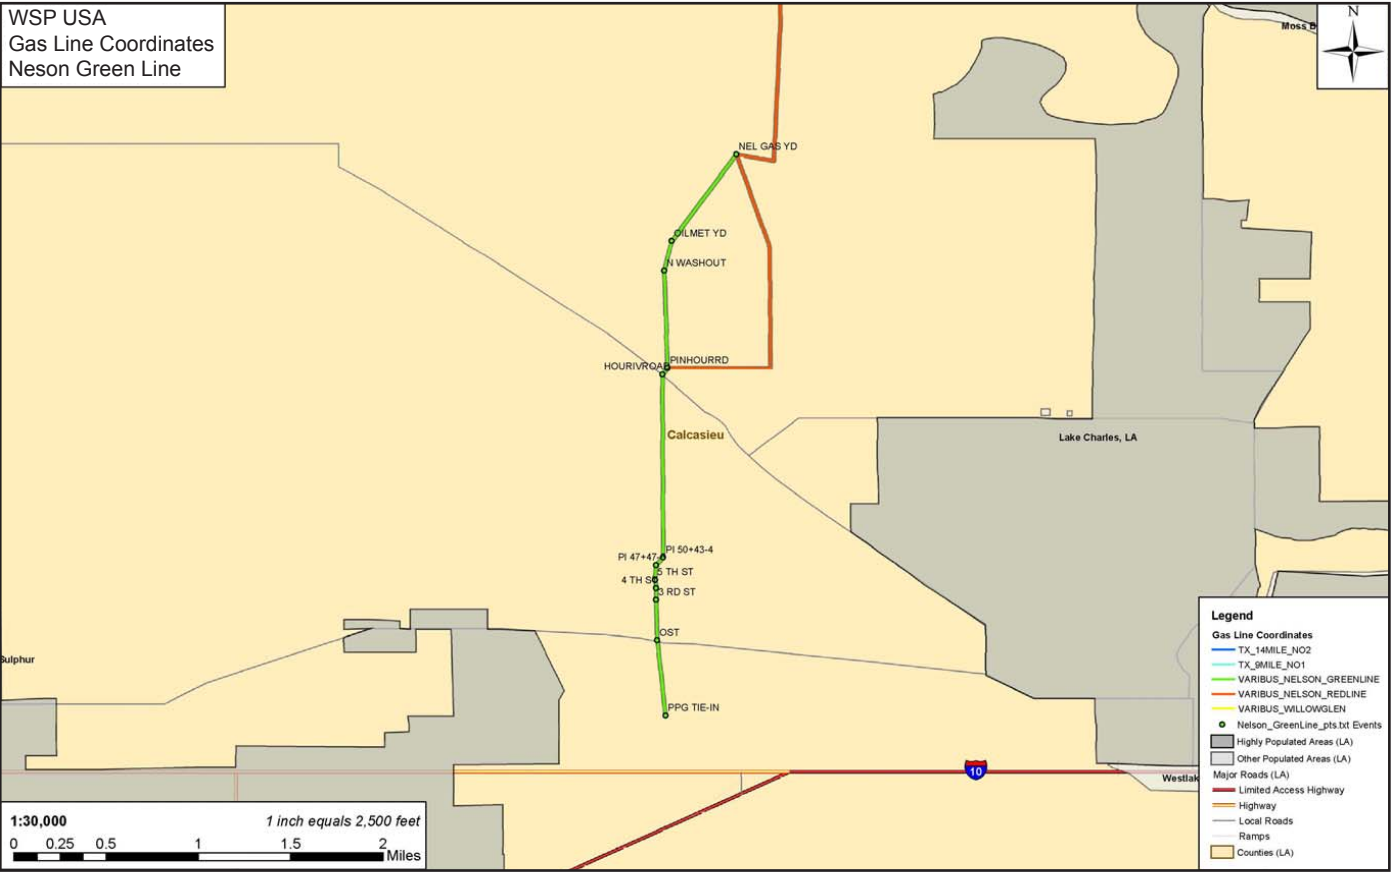 WSP USA
Gas Line Coordinates
Neson Green Line
N
Moss B
NEL GAS YD
OILMET YD
N WASHOUT
PINHOURRD
HOURIVROAD
Calcasieu
Lake Charles, LA
PI 50+43-4
PI 47+47-
5 TH ST
4 TH S
3 RD ST
OST
Sulphur
PPG TIE-IN
10
Westlak
Legend
Gas Line Coordinates
TX_14MILE_NO2
TX_9MILE_NO1
VARIBUS_NELSON_GREENLINE
VARIBUS_NELSON_REDLINE
VARIBUS_WILLOWGLEN
Nelson_GreenLine_pts.txt Events
Highly Populated Areas (LA)
Other Populated Areas (LA)
Major Roads (LA)
Limited Access Highway
Highway
Local Roads
Ramps
Counties (LA)
1:30,000 1 inch equals 2,500 feet
0 0.25 0.5 1 1.5 2
Miles